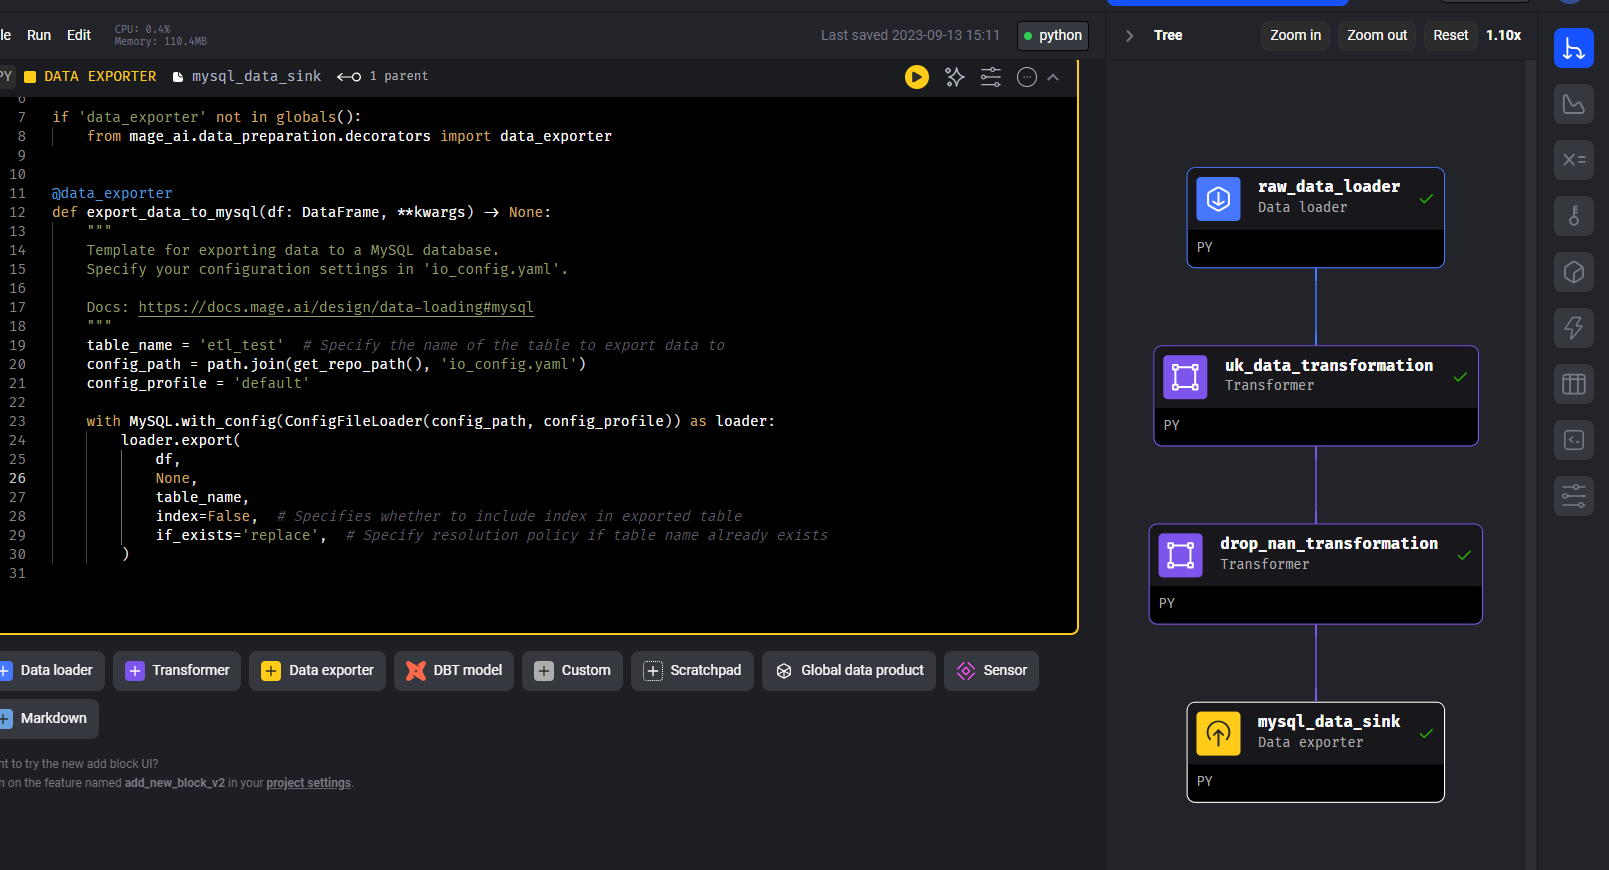 le Run Edit CPU: 0.4%
Memory: 110.4MB
Last saved 2023-09-13 15:11 python
PY DATA EXPORTER mysql_data_sink 1 parent
6
7 if 'data_exporter' not in globals():
8 from mage_ai.data_preparation.decorators import data_exporter
9
10
11 @data_exporter
12 def export_data_to_mysql(df: DataFrame, **kwargs) -> None:
13 """
14 Template for exporting data to a MySQL database.
15 Specify your configuration settings in 'io_config.yaml'.
16
17 Docs: https://docs.mage.ai/design/data-loading#mysql
18 """
19 table_name = 'etl_test' # Specify the name of the table to export data to
20 config_path = path.join(get_repo_path(), 'io_config.yaml')
21 config_profile = 'default'
22
23 with MySQL.with_config(ConfigFileLoader(config_path, config_profile)) as loader:
24 loader.export(
25 df,
26 None,
27 table_name,
28 index=False, # Specifies whether to include index in exported table
29 if_exists='replace', # Specify resolution policy if table name already exists
30 )
31
Data loader Transformer Data exporter DBT model Custom Scratchpad Global data product Sensor
Markdown
nt to try the new add block UI?
n on the feature named add_new_block_v2 in your project settings.
Tree Zoom in Zoom out Reset 1.10x
raw_data_loader
Data loader
PY
uk_data_transformation
Transformer
PY
drop_nan_transformation
Transformer
PY
mysql_data_sink
Data exporter
PY
X=